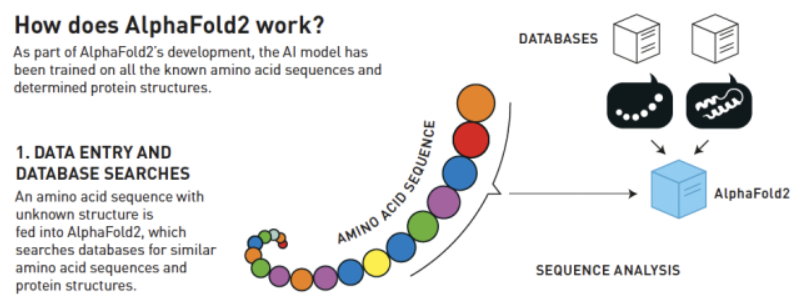 How does AlphaFold2 work?
As part of AlphaFold2's development, the AI model has
been trained on all the known amino acid sequences and
determined protein structures.
1. DATA ENTRY AND
DATABASE SEARCHES
An amino acid sequence with
unknown structure is
fed into AlphaFold2, which
searches databases for similar
amino acid sequences and
protein structures.
AMINO ACID SEQUENCE
DATABASES
AlphaFold2
SEQUENCE ANALYSIS